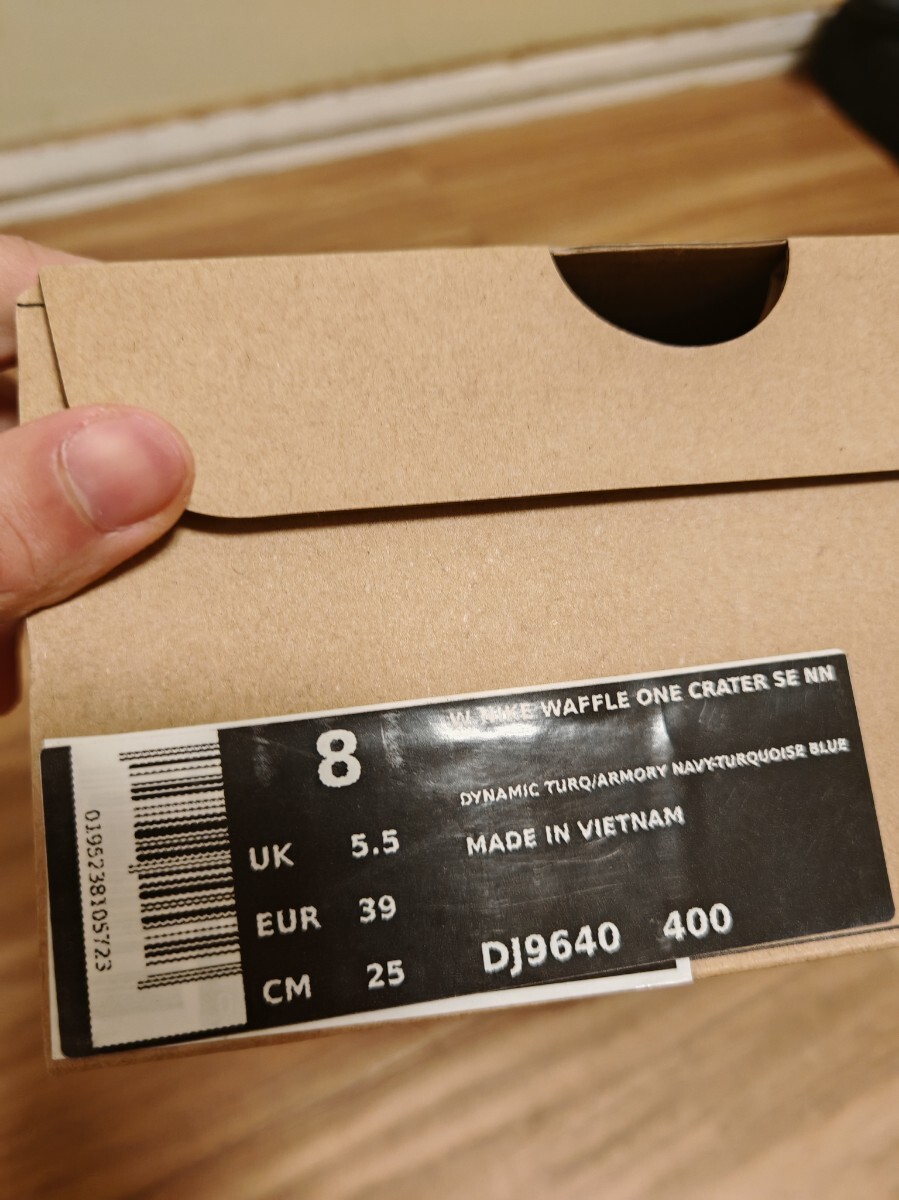 W NIKE WAFFLE ONE CRATER SE NN
8
DYNAMIC TURQ/ARMORY NAVY-TURQUOISE BLUE
MADE IN VIETNAM
UK 5.5
EUR 39
CM 25
DJ9640 400
0195238105723